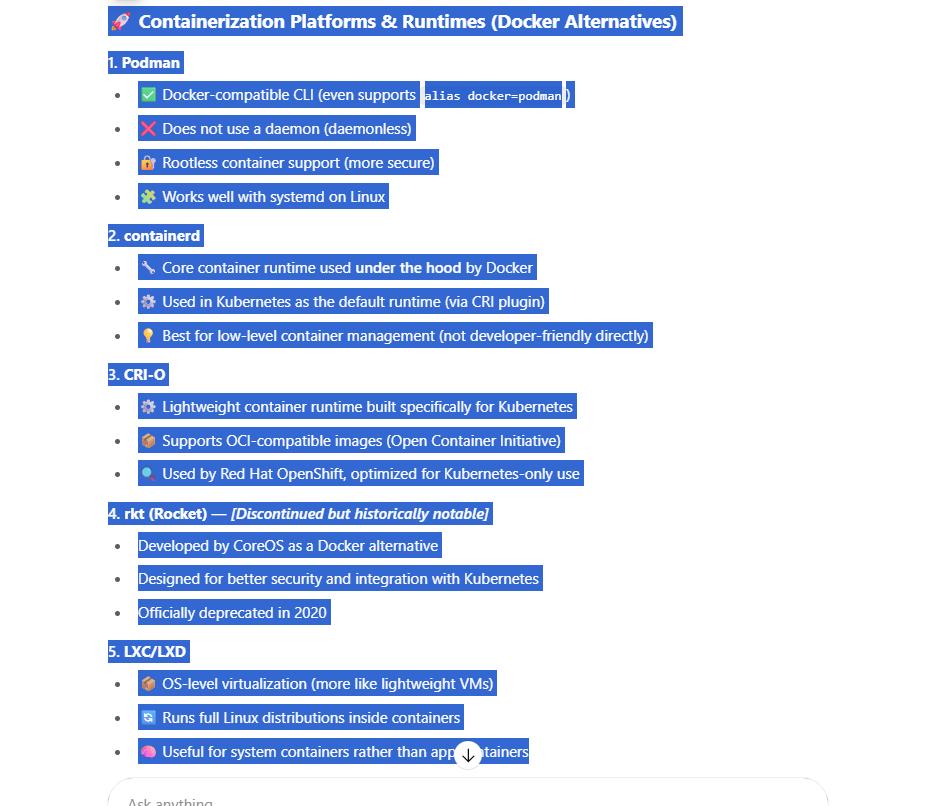 🚀 Containerization Platforms & Runtimes (Docker Alternatives)
1. Podman
✅ Docker-compatible CLI (even supports alias docker=podman)
❌ Does not use a daemon (daemonless)
🔐 Rootless container support (more secure)
🧩 Works well with systemd on Linux
2. containerd
🔧 Core container runtime used under the hood by Docker
⚙️ Used in Kubernetes as the default runtime (via CRI plugin)
💡 Best for low-level container management (not developer-friendly directly)
3. CRI-O
⚙️ Lightweight container runtime built specifically for Kubernetes
📦 Supports OCI-compatible images (Open Container Initiative)
🔍 Used by Red Hat OpenShift, optimized for Kubernetes-only use
4. rkt (Rocket) — [Discontinued but historically notable]
Developed by CoreOS as a Docker alternative
Designed for better security and integration with Kubernetes
Officially deprecated in 2020
5. LXC/LXD
📦 OS-level virtualization (more like lightweight VMs)
🔄 Runs full Linux distributions inside containers
🧠 Useful for system containers rather than app
Ask anything